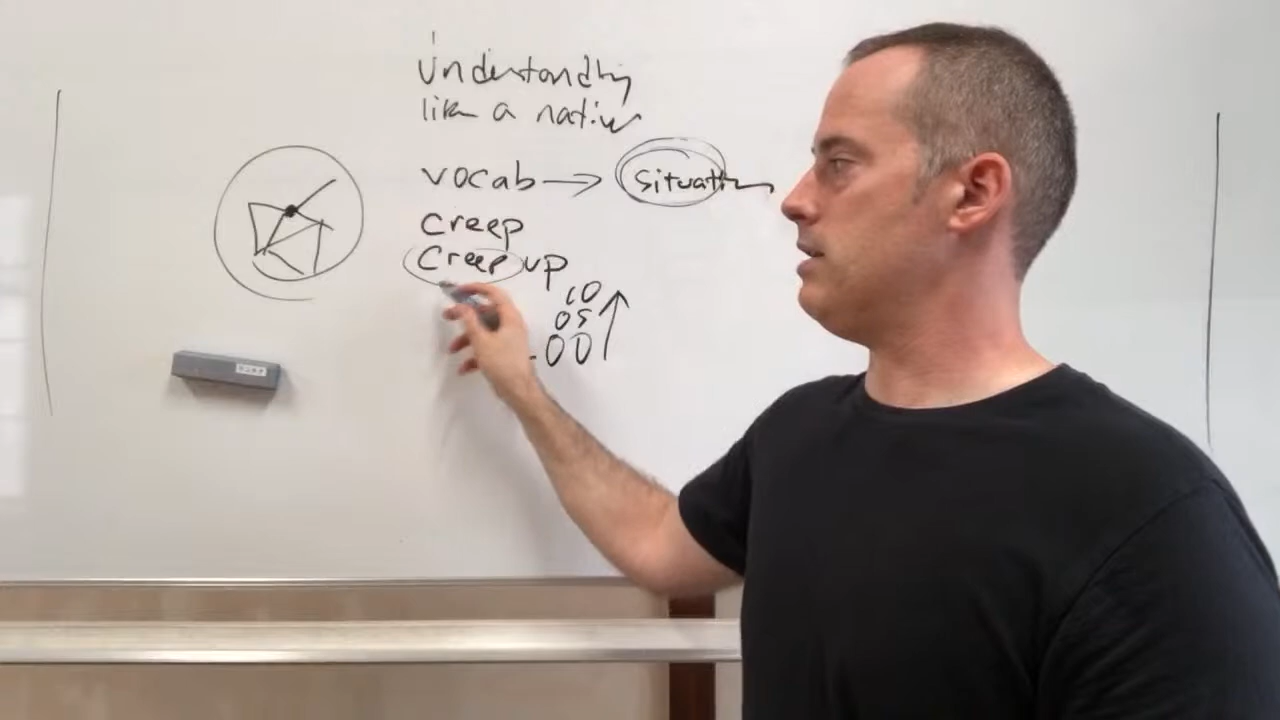 Understanding
like a native
vocab → situation
creep
Creep up
10
05
00